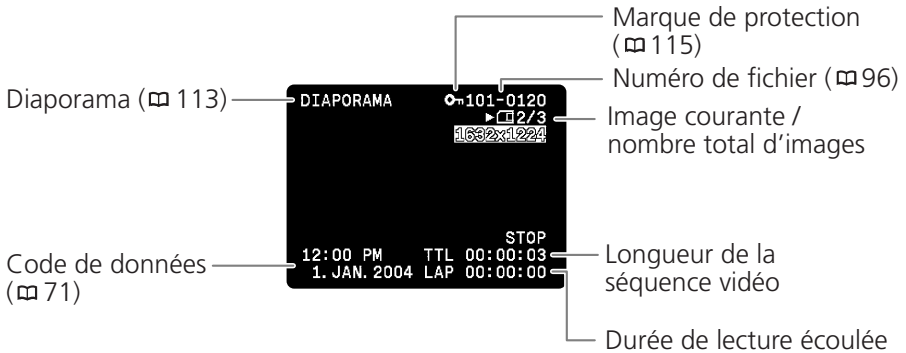 Marque de protection
(115)
Diaporama (113)
Numéro de fichier (96)
DIAPORAMA 101-0120
2/3
1632x1224
Image courante /
nombre total d'images
STOP
12:00 PM TTL 00:00:03
1. JAN. 2004 LAP 00:00:00
Code de données
(71)
Longueur de la
séquence vidéo
Durée de lecture écoulée